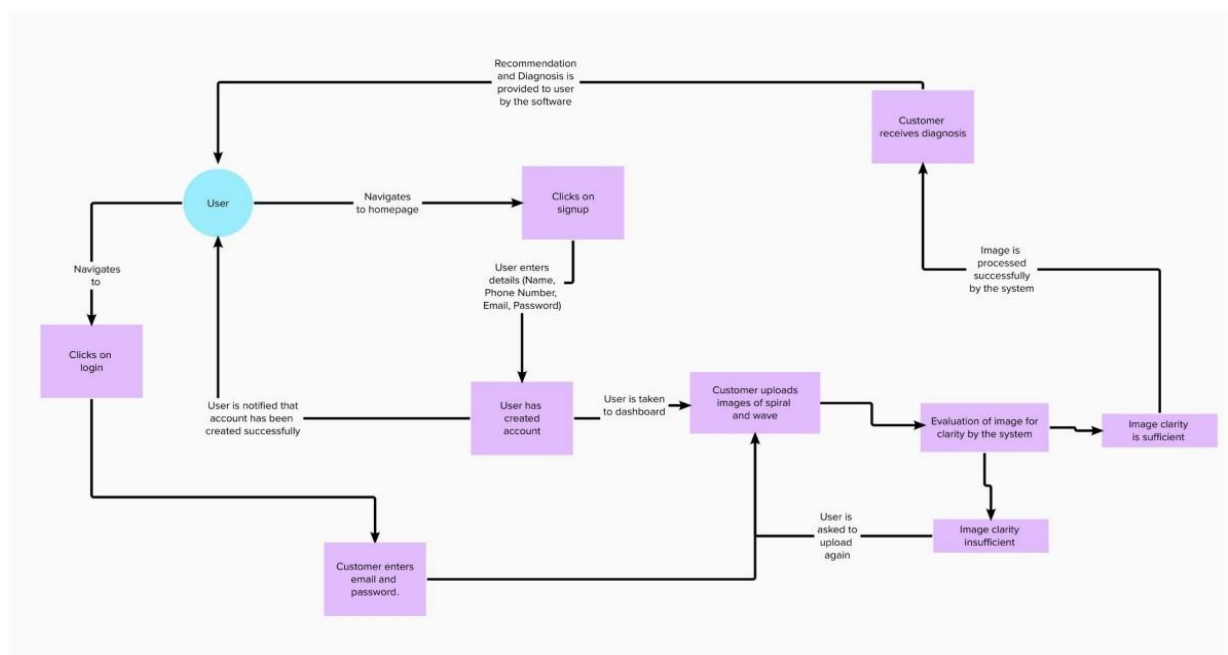 Recommendation
and Diagnosis is
provided to user
by the software
Customer
receives diagnosis
User
Navigates
to homepage
Clicks on
signup
Navigates
to
User enters
details (Name,
Phone Number,
Email, Password)
Image is
processed
successfully
by the system
Clicks on
login
User is notified that
account has been
created successfully
User has
created
account
User is taken
to dashboard
Customer uploads
images of spiral
and wave
Evaluation of image for
clarity by the system
Image clarity
is sufficient
User is
asked to
upload
again
Image clarity
insufficient
Customer enters
email and
password.